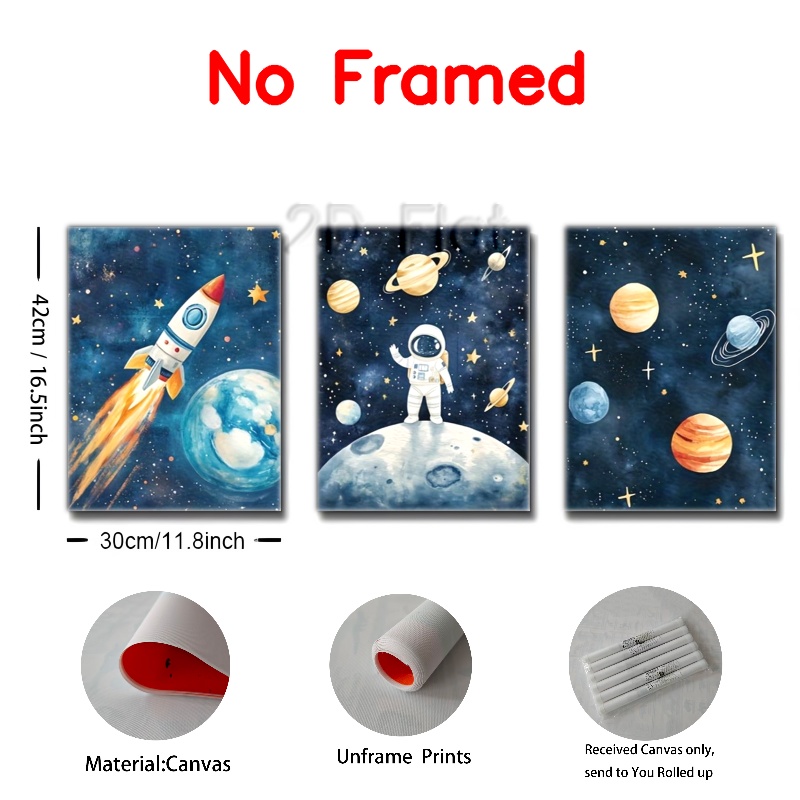 No Framed
2D Flat
42cm / 16.5inch
30cm/11.8inch
Material:Canvas
Unframe Prints
Received Canvas only,
send to You Rolled up